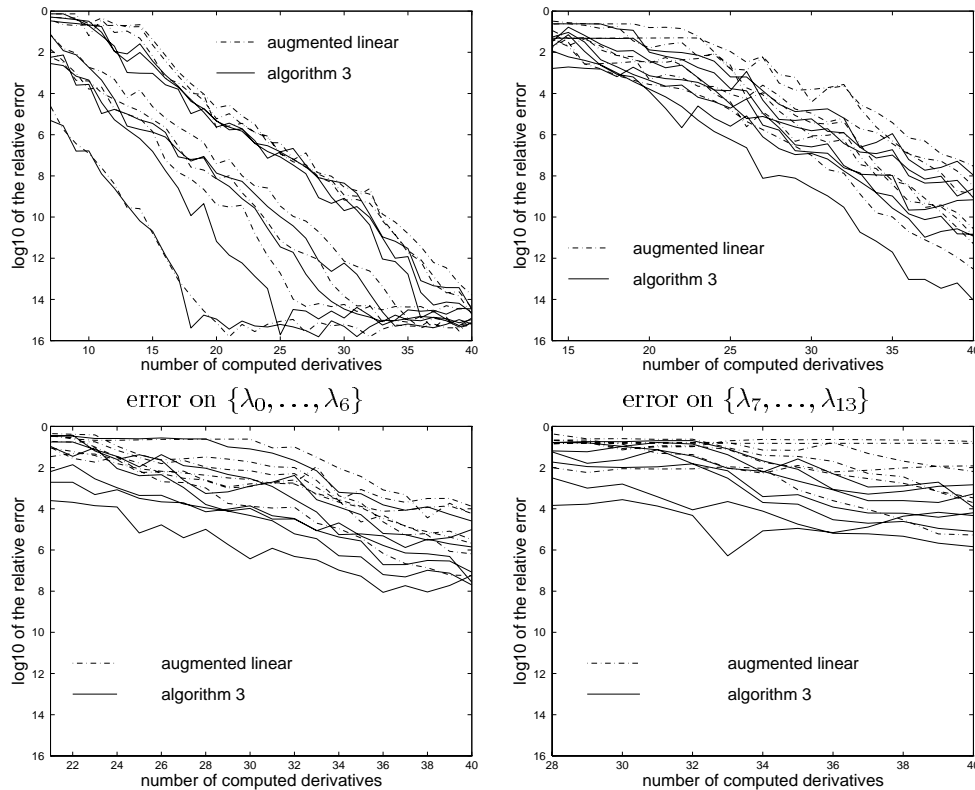 0
2
4
6
8
10
12
14
16
log10 of the relative error
augmented linear
algorithm 3
10 15 20 25 30 35 40
number of computed derivatives
error on {λ0, . . . , λ6}
0
2
4
6
8
10
12
14
16
log10 of the relative error
augmented linear
algorithm 3
15 20 25 30 35 40
number of computed derivatives
error on {λ7, . . . , λ13}
0
2
4
6
8
10
12
14
16
log10 of the relative error
augmented linear
algorithm 3
22 24 26 28 30 32 34 36 38 40
number of computed derivatives
0
2
4
6
8
10
12
14
16
log10 of the relative error
augmented linear
algorithm 3
28 30 32 34 36 38 40
number of computed derivatives